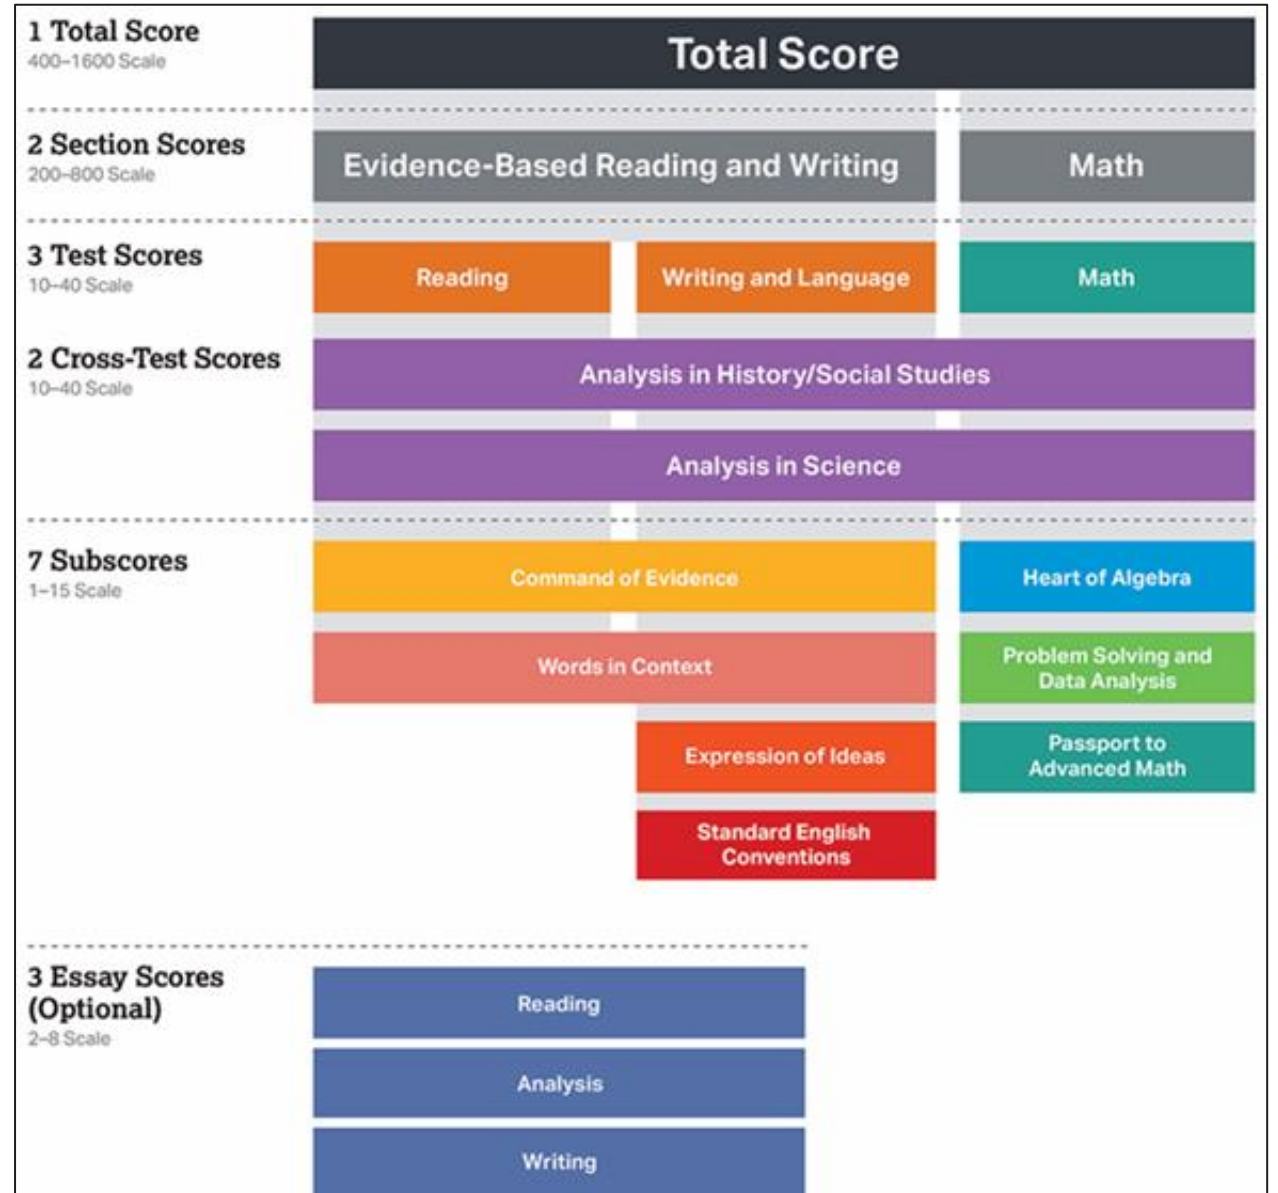 1 Total Score
400–1600 Scale
Total Score
2 Section Scores
200–800 Scale
Evidence-Based Reading and Writing
Math
3 Test Scores
10–40 Scale
Reading
Writing and Language
Math
2 Cross-Test Scores
10–40 Scale
Analysis in History/Social Studies
Analysis in Science
7 Subscores
1–15 Scale
Command of Evidence
Heart of Algebra
Words in Context
Problem Solving and
Data Analysis
Expression of Ideas
Passport to
Advanced Math
Standard English
Conventions
3 Essay Scores
(Optional)
2–8 Scale
Reading
Analysis
Writing